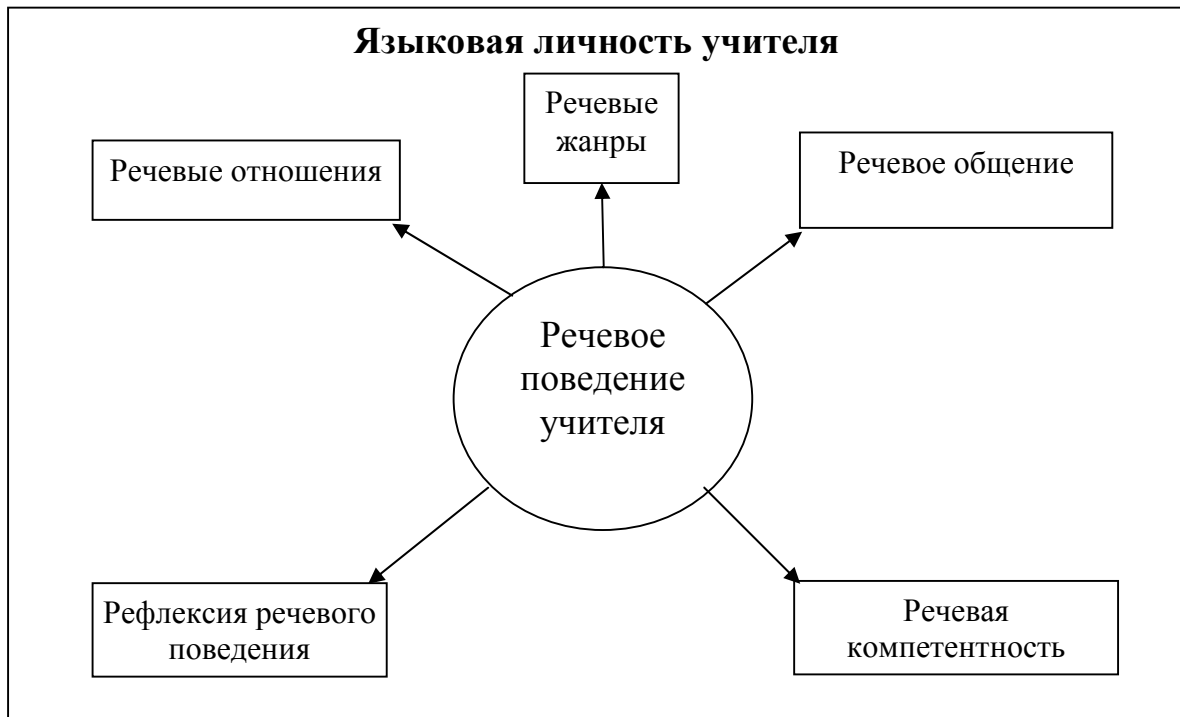 Языковая личность учителя
Речевые
жанры
Речевые отношения
Речевое общение
Речевое
поведение
учителя
Рефлексия речевого
поведения
Речевая
компетентность